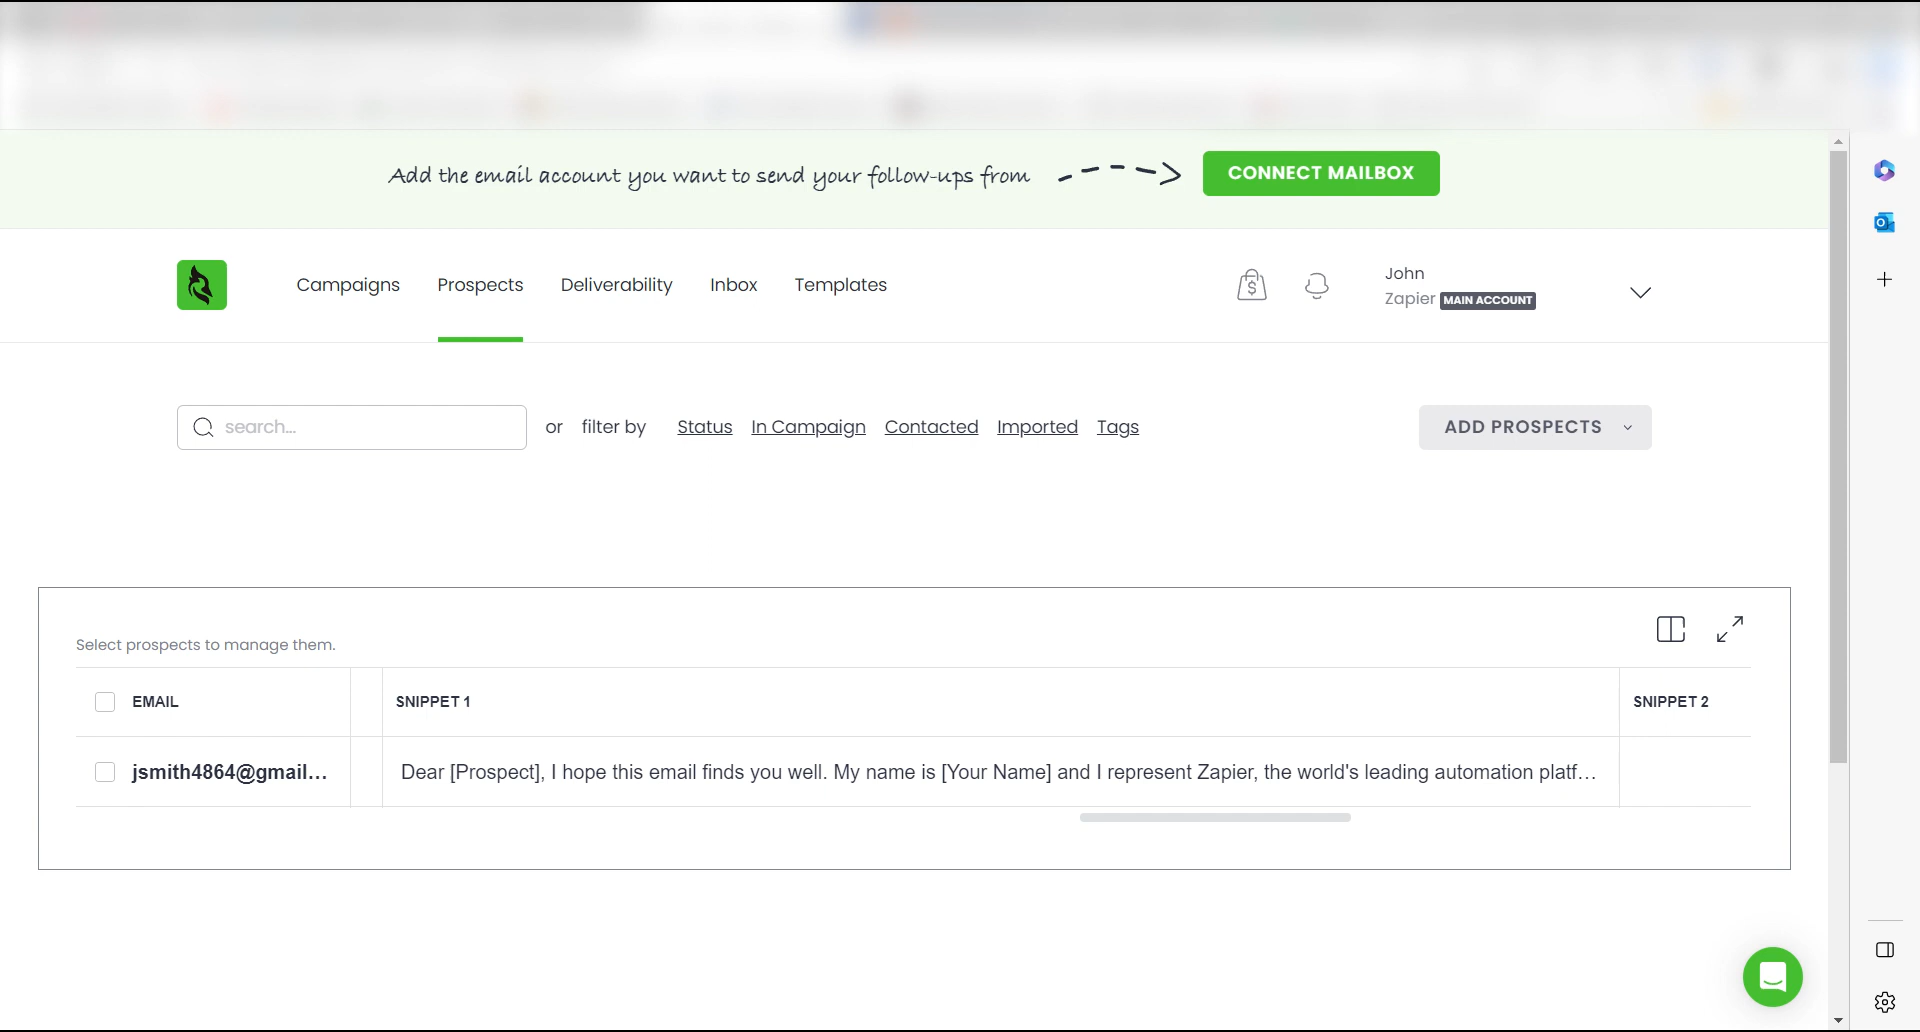 Add the email account you want to send your follow-ups from
CONNECT MAILBOX
Campaigns Prospects Deliverability Inbox Templates
John
Zapier MAIN ACCOUNT
search... or filter by Status In Campaign Contacted Imported Tags ADD PROSPECTS
Select prospects to manage them.
EMAIL SNIPPET 1 SNIPPET 2
jsmith4864@gmail... Dear [Prospect], I hope this email finds you well. My name is [Your Name] and I represent Zapier, the world's leading automation platf...